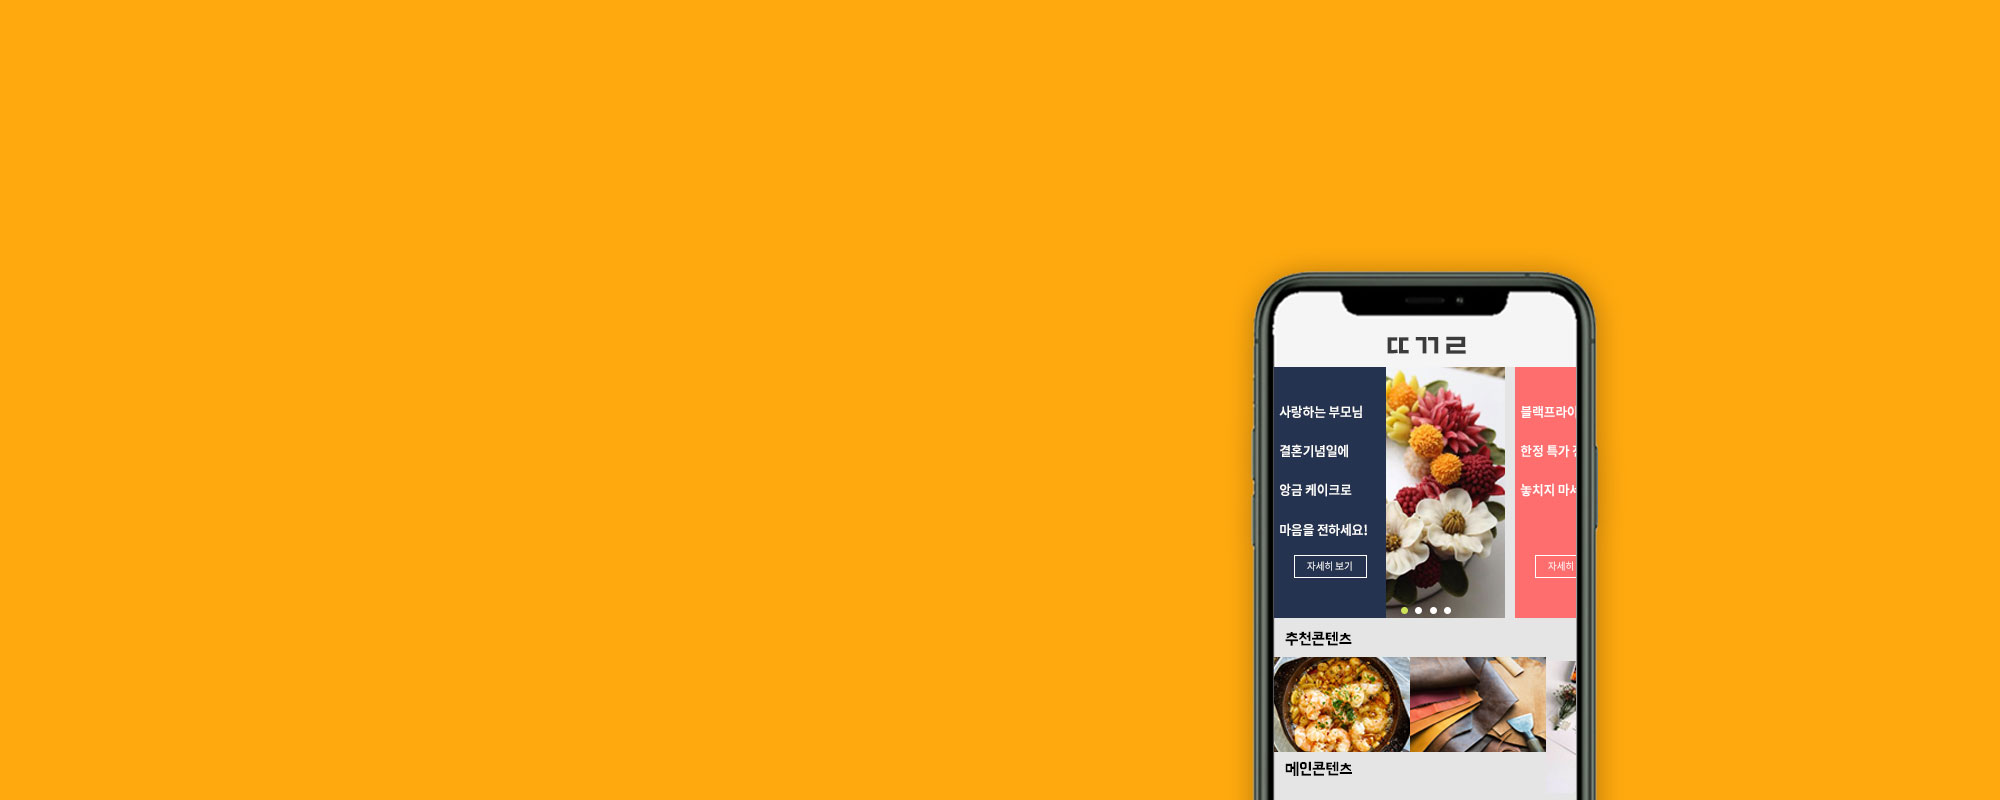 ㄸㄲㄹ
사랑하는 부모님
결혼기념일에
앙금 케이크로
마음을 전하세요!
자세히 보기
블랙프라이
한정 특가
놓치지 마세
자세히
추천콘텐츠
메인콘텐츠